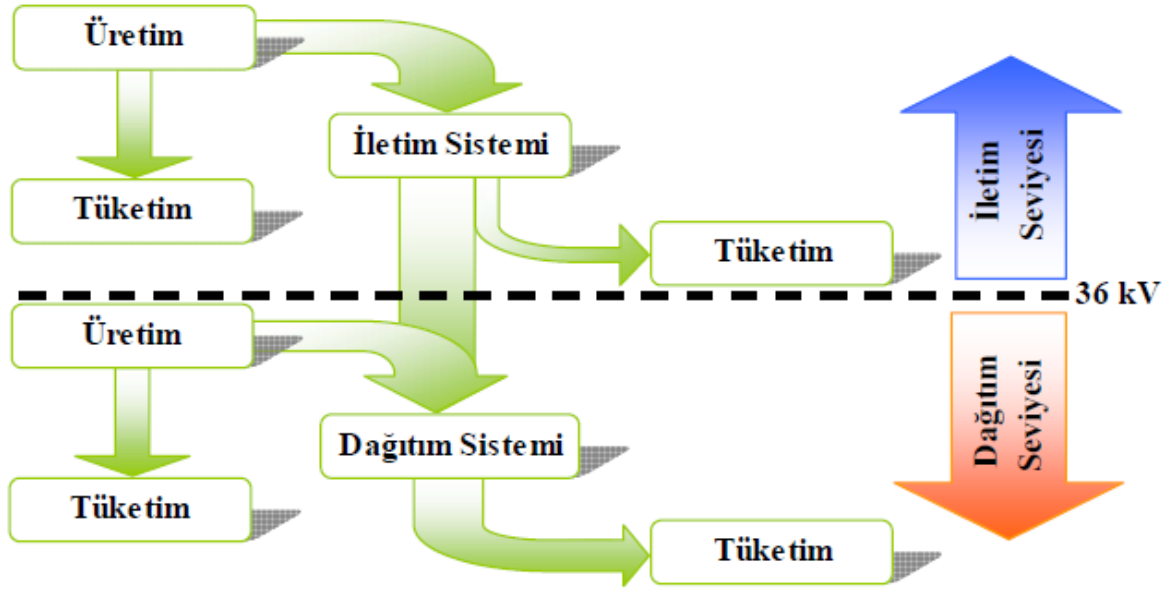 Üretim
İletim Sistemi
Tüketim
Tüketim
İletim
Seviyesi
36 kV
Üretim
Dağıtım Sistemi
Tüketim
Tüketim
Dağıtım
Seviyesi